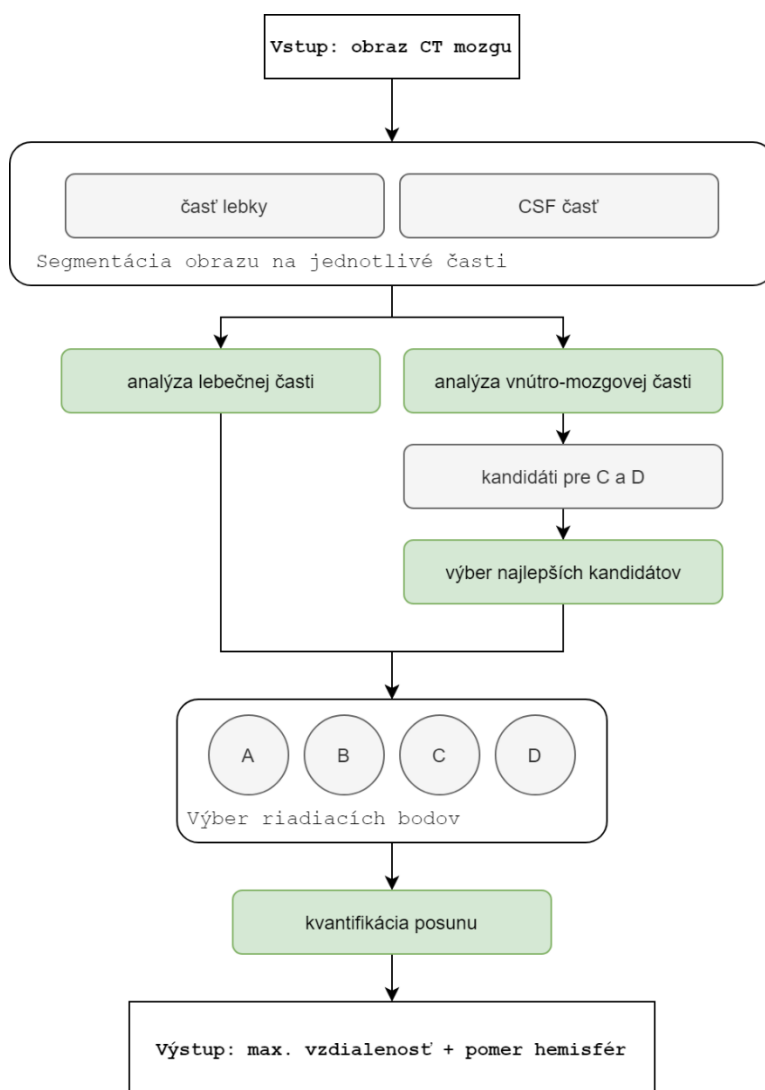 Vstup: obraz CT mozgu
časť lebky
CSF časť
Segmentácia obrazu na jednotlivé časti
analýza lebečnej časti
analýza vnútro-mozgovej časti
kandidáti pre C a D
výber najlepších kandidátov
A
B
C
D
Výber riadiacich bodov
kvantifikácia posunu
Výstup: max. vzdialenosť + pomer hemisfér